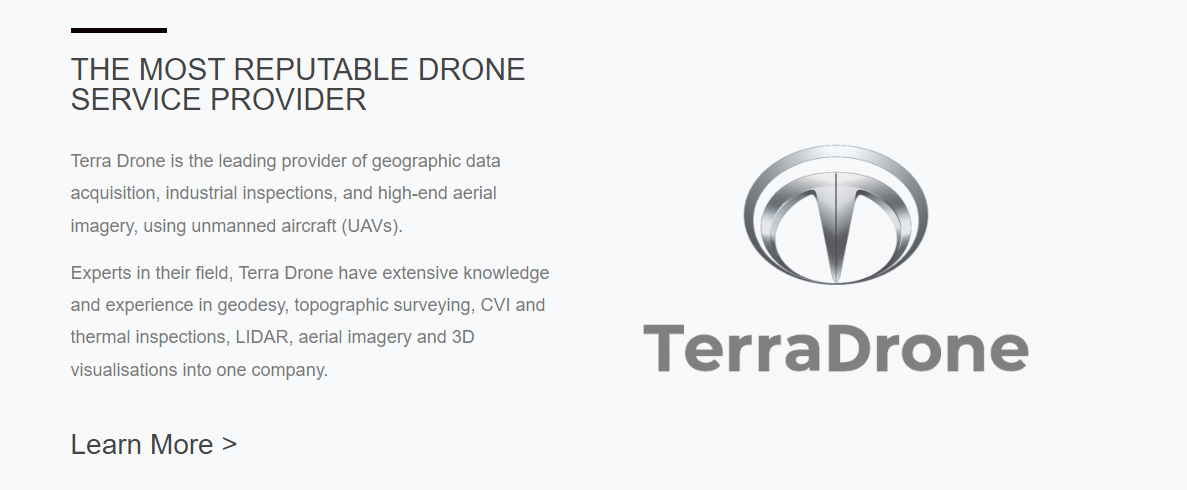 THE MOST REPUTABLE DRONE
SERVICE PROVIDER
Terra Drone is the leading provider of geographic data
acquisition, industrial inspections, and high-end aerial
imagery, using unmanned aircraft (UAVs).
Experts in their field, Terra Drone have extensive knowledge
and experience in geodesy, topographic surveying, CVI and
thermal inspections, LIDAR, aerial imagery and 3D
visualisations into one company.
Learn More >
TerraDrone